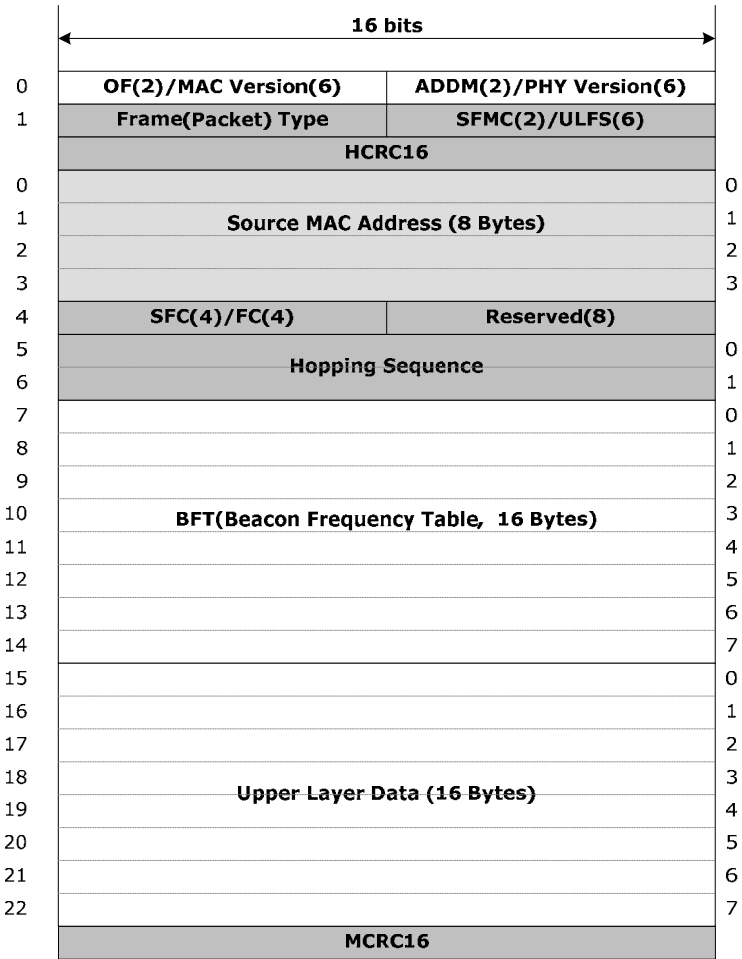 16 bits
0 OF(2)/MAC Version(6) ADDM(2)/PHY Version(6)
1 Frame(Packet) Type SFMC(2)/ULFS(6)
HCRC16
0 0
1 Source MAC Address (8 Bytes) 1
2 2
3 3
4 SFC(4)/FC(4) Reserved(8)
5 Hopping Sequence 0
6 1
7 0
8 1
9 2
10 BFT(Beacon Frequency Table, 16 Bytes) 3
11 4
12 5
13 6
14 7
15 0
16 1
17 2
18 Upper Layer Data (16 Bytes) 3
19 4
20 5
21 6
22 7
MCRC16